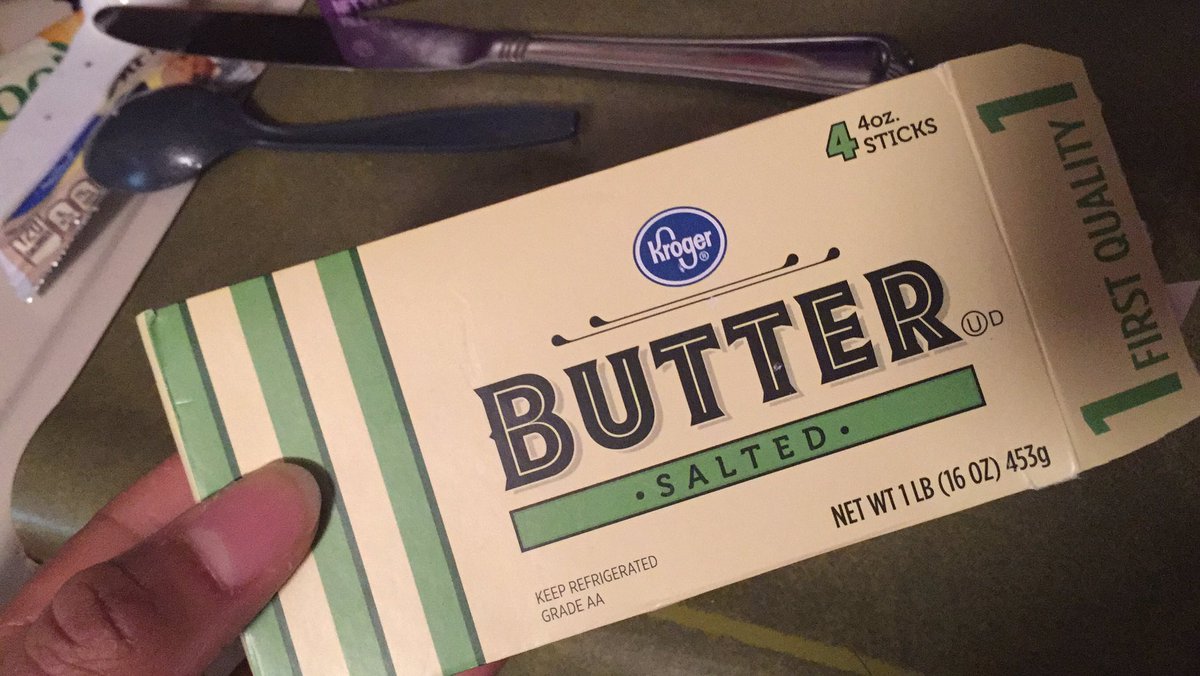 4 4oz.
STICKS
Kroger®
BUTTER ⓊD
• SALTED •
NET WT 1 LB (16 OZ) 453g
KEEP REFRIGERATED
GRADE AA
1 FIRST QUALITY 1